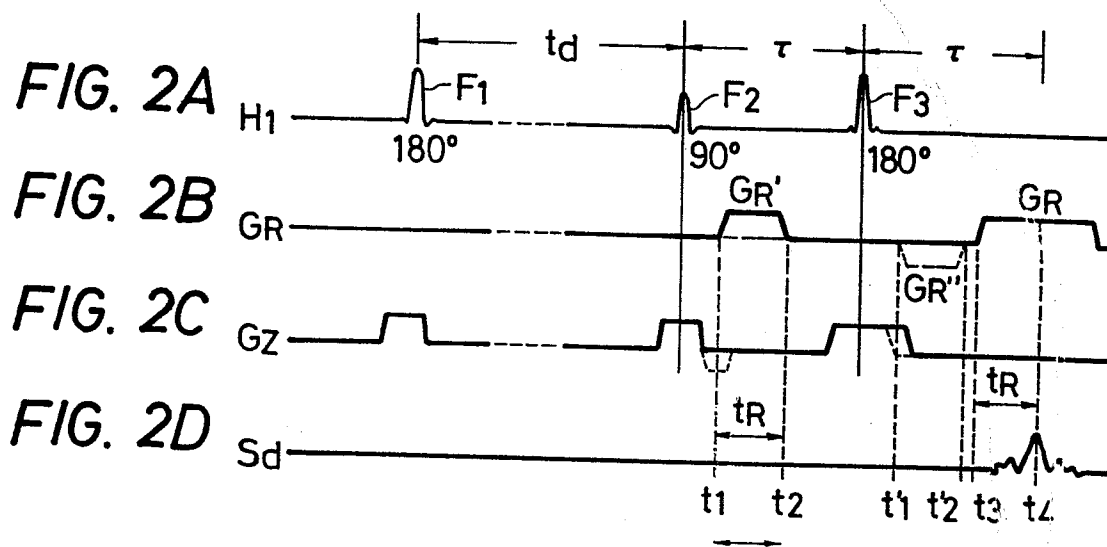 td τ τ
FIG. 2A H1 F1 F2 F3
180° 90° 180°
FIG. 2B GR GR' GR
GR"
FIG. 2C Gz
tR tR
FIG. 2D Sd
t1 t2 t'1 t'2 t3 t4